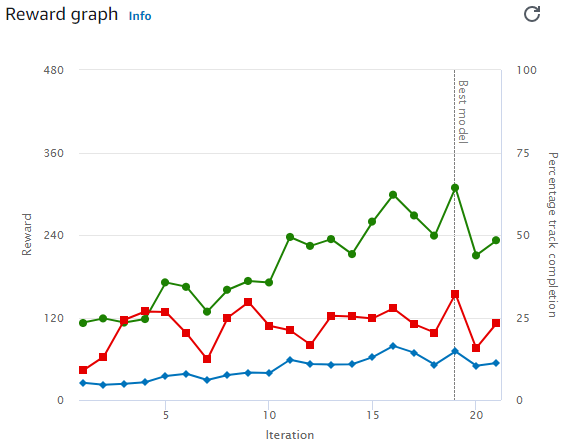 Reward graph Info
480
360
240
120
0
Reward
100
75
50
25
0
Percentage track completion
Best model
5
10
15
20
Iteration